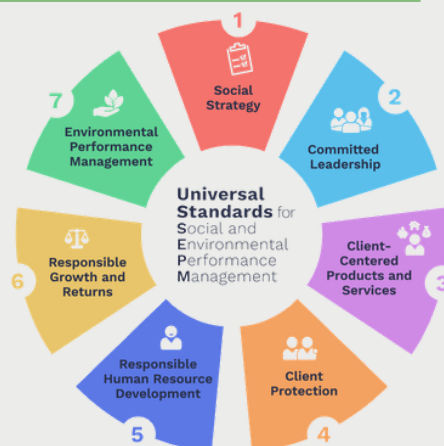 1
Social
Strategy
2
Committed
Leadership
3
Client-
Centered
Products and
Services
4
Client
Protection
5
Responsible
Human Resource
Development
6
Responsible
Growth and
Returns
7
Environmental
Performance
Management
Universal
Standards for
Social and
Environmental
Performance
Management